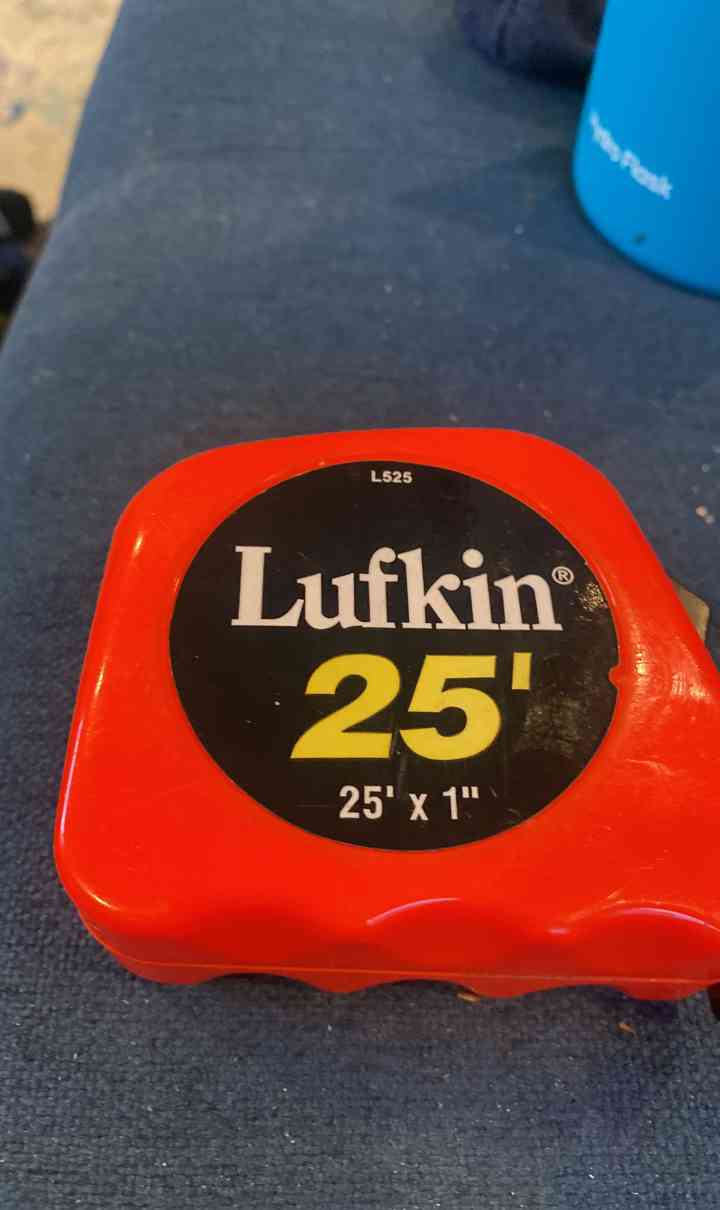 Hydro Flask
L525
Lufkin®
25'
25' x 1"